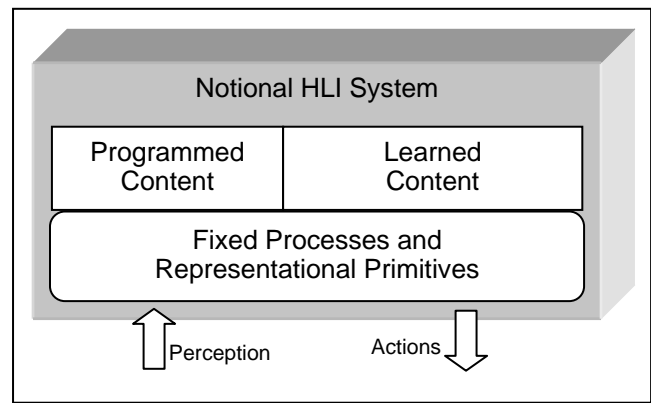 Notional HLI System
Programmed
Content
Learned
Content
Fixed Processes and
Representational Primitives
Perception
Actions